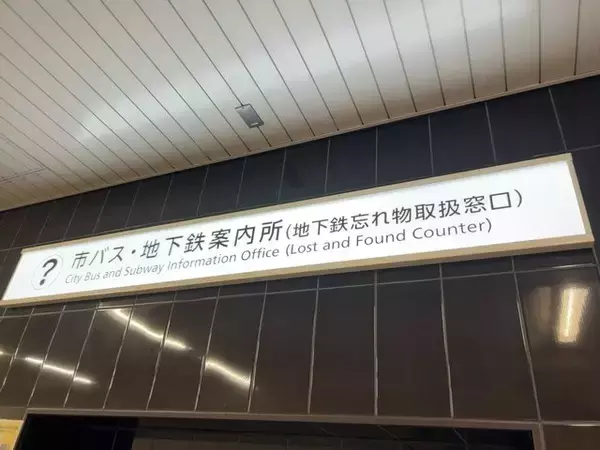 ? 市バス・地下鉄案内所(地下鉄忘れ物取扱窓口)
City Bus and Subway Information Office (Lost and Found Counter)